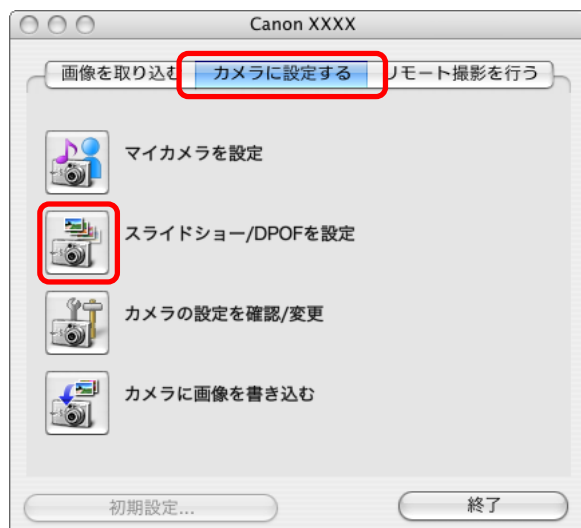 Canon XXXX
画像を取り込む カメラに設定する リモート撮影を行う
マイカメラを設定
スライドショー/DPOFを設定
カメラの設定を確認/変更
カメラに画像を書き込む
初期設定... 終了